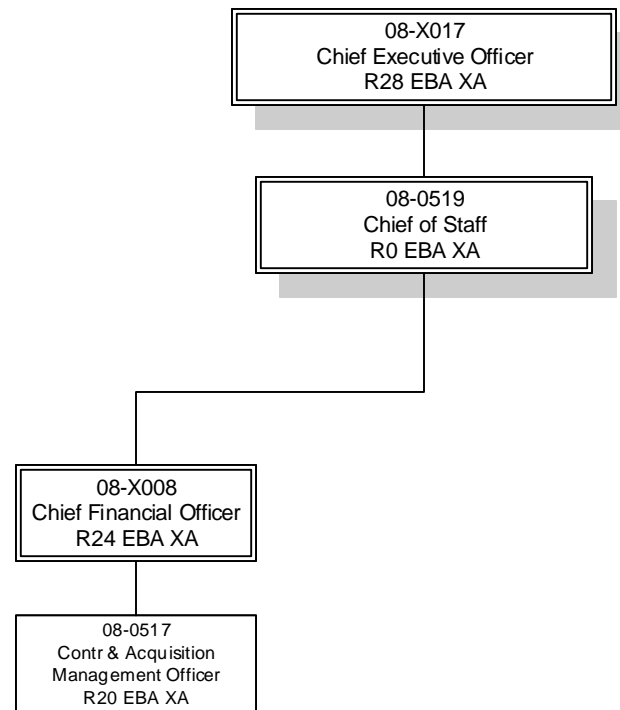 08-X017
Chief Executive Officer
R28 EBA XA
08-0519
Chief of Staff
R0 EBA XA
08-X008
Chief Financial Officer
R24 EBA XA
08-0517
Contr & Acquisition
Management Officer
R20 EBA XA